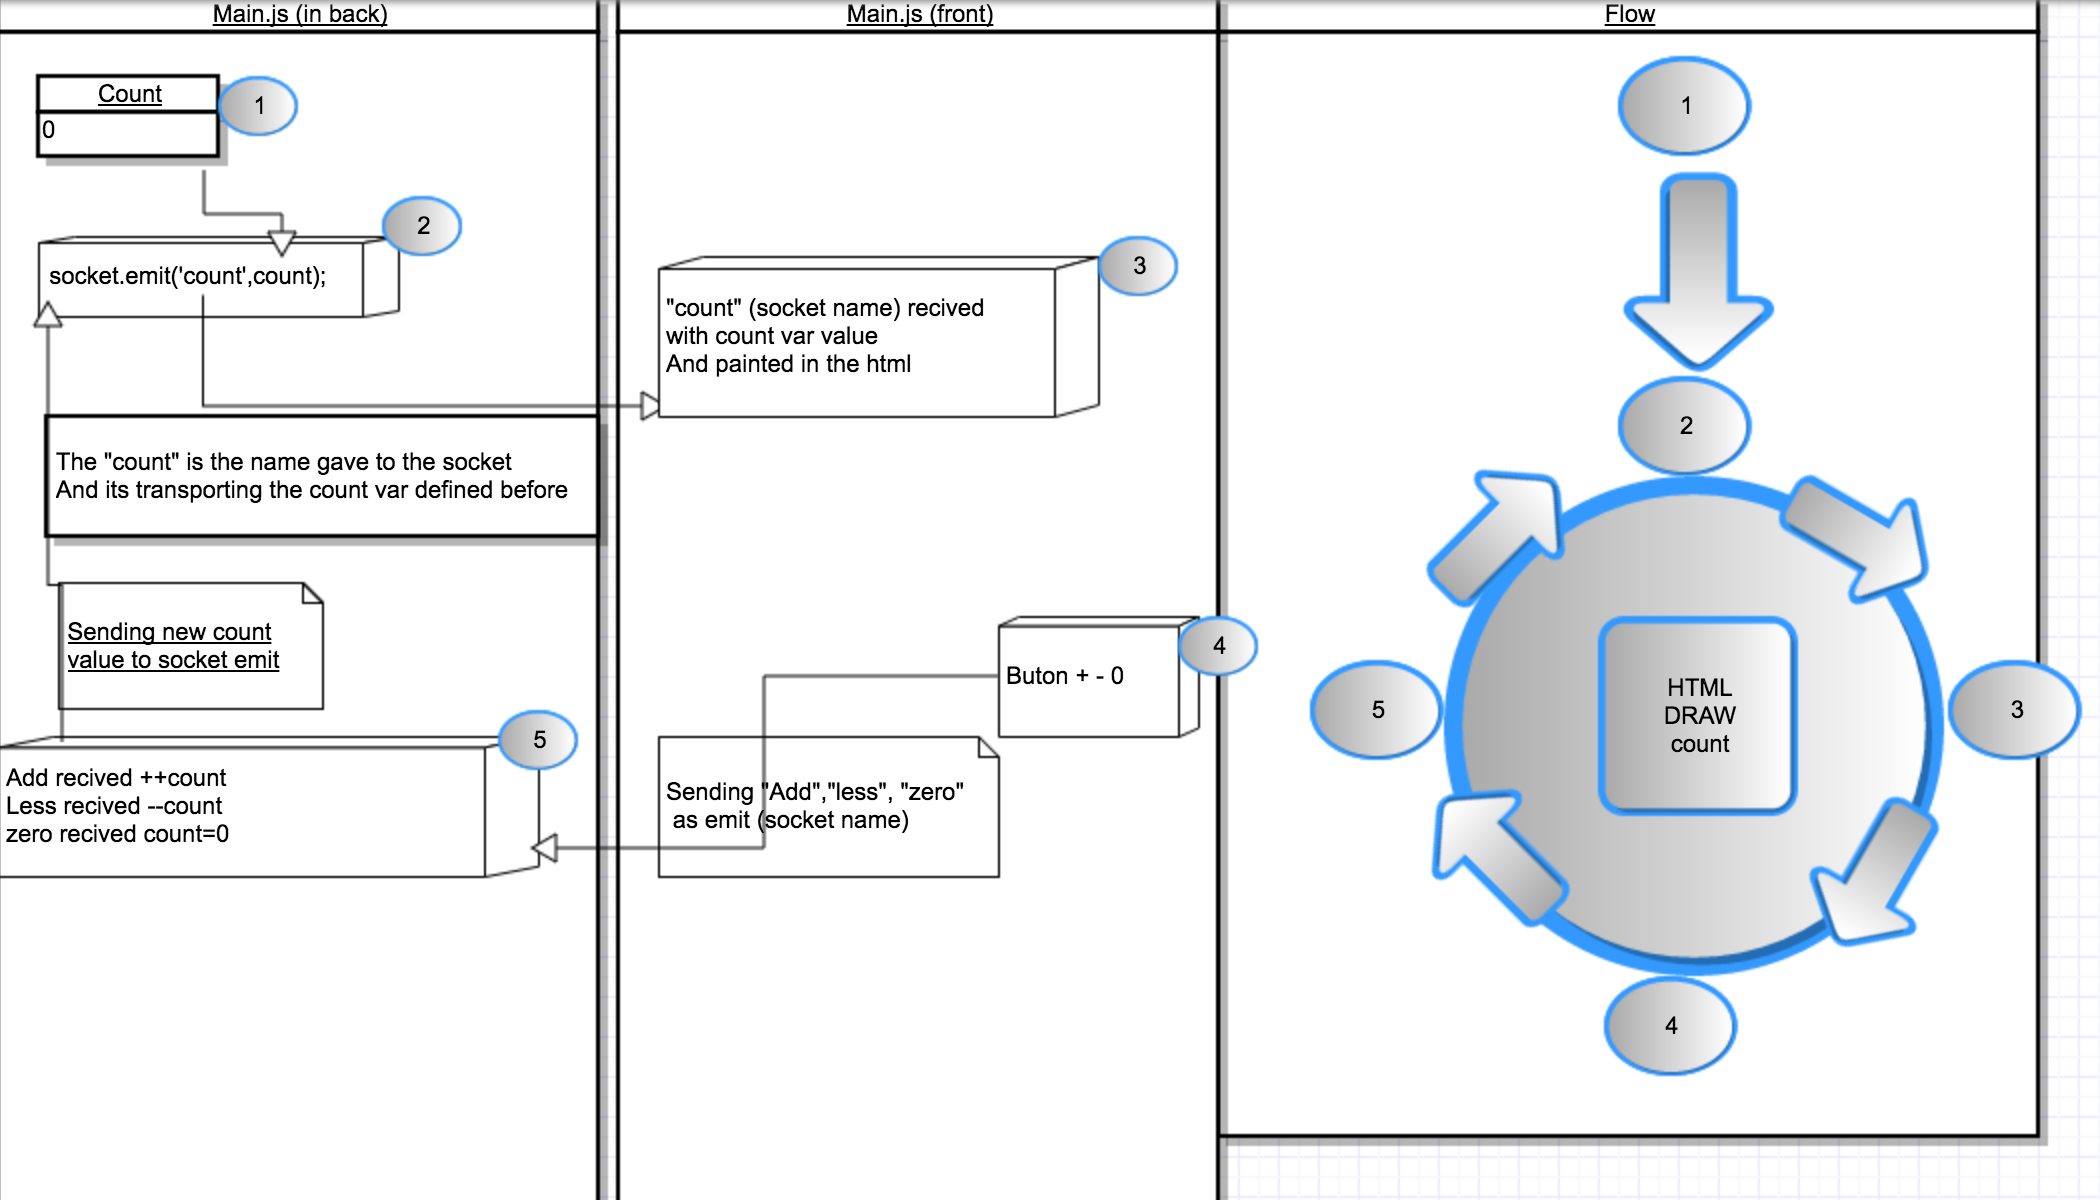 Main.js (in back)
Count
1
0
2
socket.emit('count',count);
The "count" is the name gave to the socket
And its transporting the count var defined before
Sending new count
value to socket emit
5
Add recived ++count
Less recived --count
zero recived count=0
Main.js (front)
3
"count" (socket name) recived
with count var value
And painted in the html
4
Buton + - 0
Sending "Add","less", "zero"
as emit (socket name)
Flow
1
2
5
HTML
DRAW
count
3
4